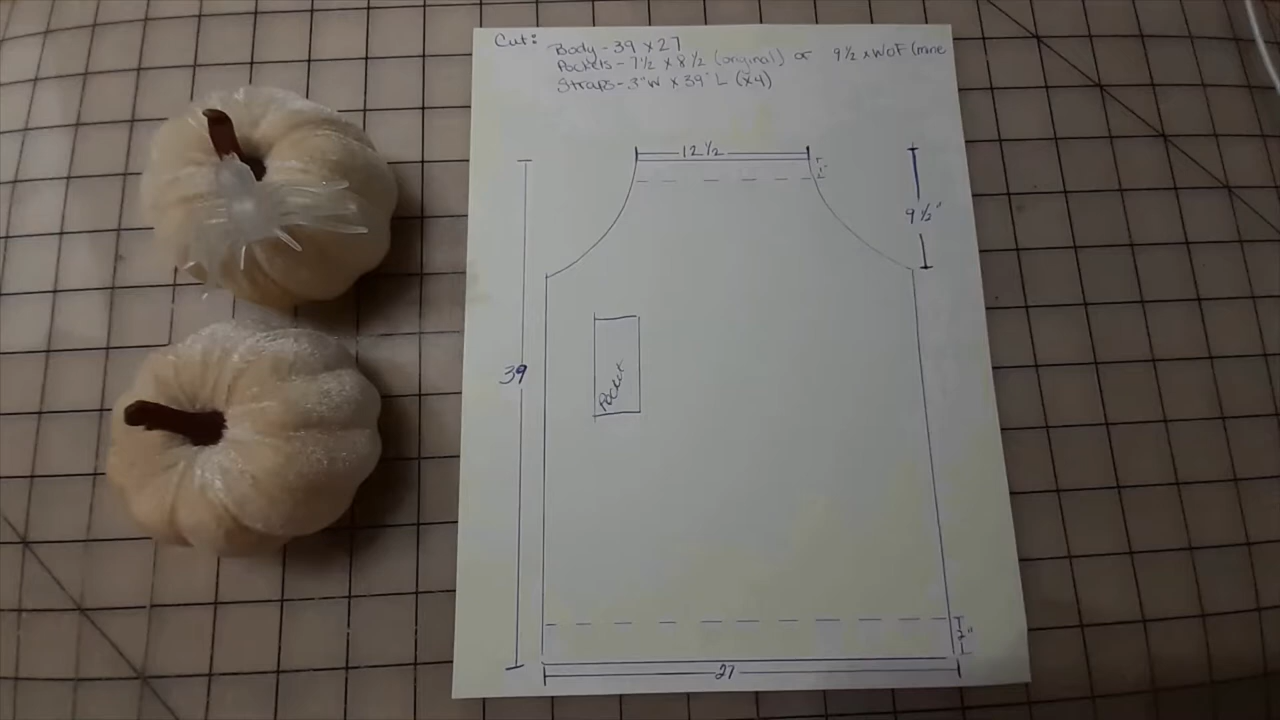 Cut:
Body - 39 x 27
Pockets - 7½ x 8½ (original) or 9½ x WOF (mine
Straps - 3"W x 39"L (x4)
12½
1"
9½"
39
Pocket
2"
27